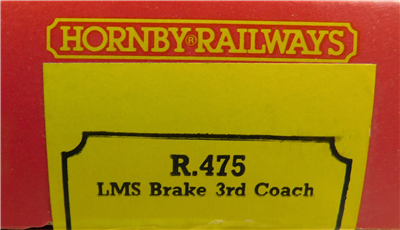 HORNBY® RAILWAYS
R.475
LMS Brake 3rd Coach